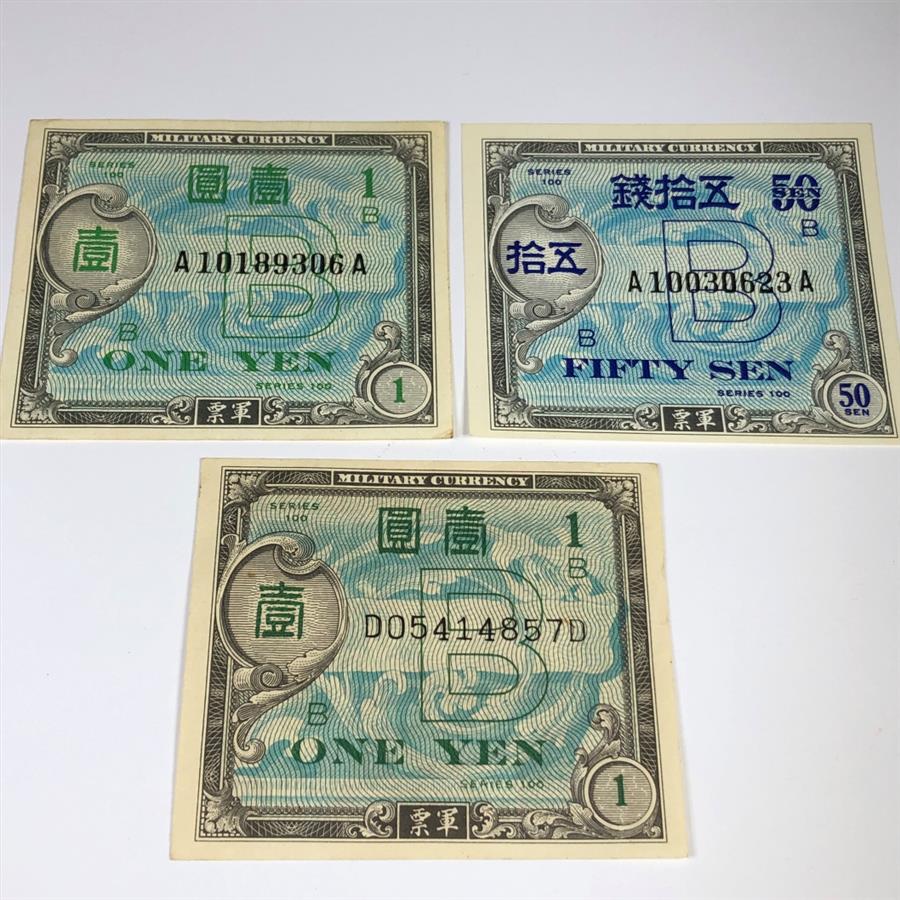 MILITARY CURRENCY
SERIES
100
圓壹
1
B
壹
A10189306A
B
B
ONE YEN
SERIES 100
票軍
1
MILITARY CURRENCY
SERIES
100
錢拾五
50
SEN
B
拾五
A10030623A
B
B
FIFTY SEN
SERIES 100
票軍
50
SEN
MILITARY CURRENCY
SERIES
100
圓壹
1
B
壹
D05414857D
B
B
ONE YEN
SERIES 100
票軍
1